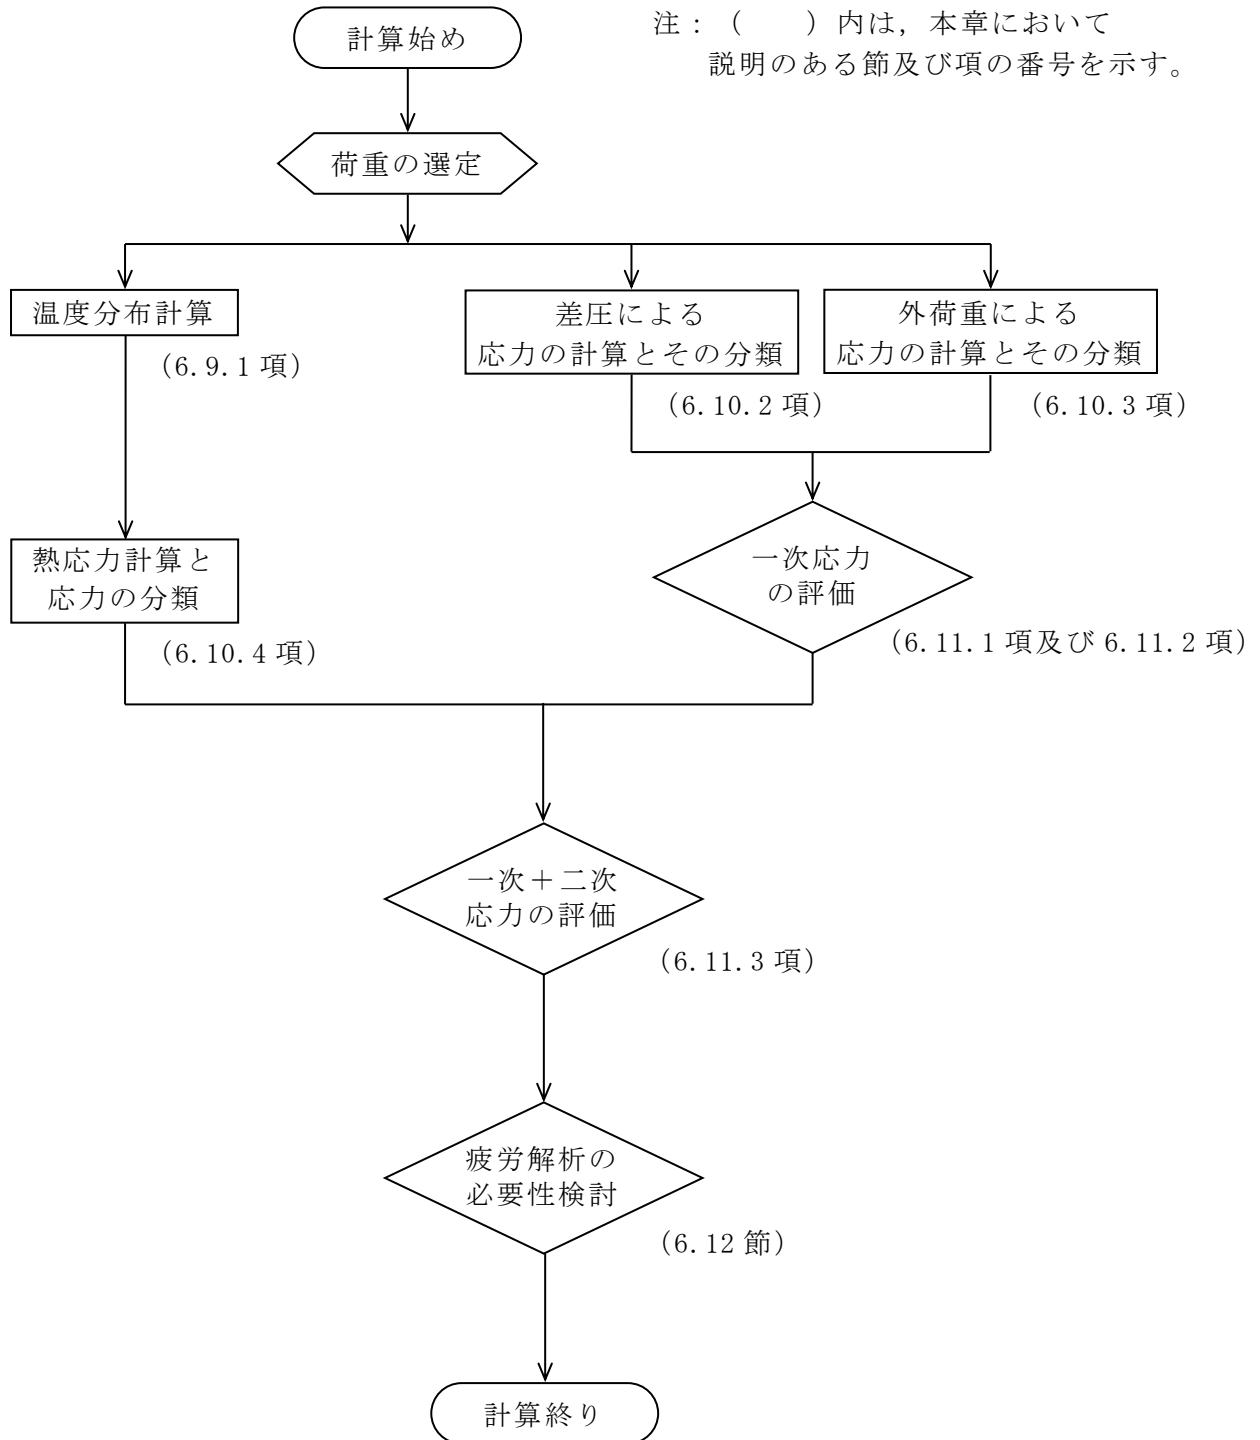 計算始め
注：（　　）内は，本章において
説明のある節及び項の番号を示す。
荷重の選定
温度分布計算
(6.9.1 項)
差圧による
応力の計算とその分類
(6.10.2 項)
外荷重による
応力の計算とその分類
(6.10.3 項)
熱応力計算と
応力の分類
(6.10.4 項)
一次応力
の評価
(6.11.1 項及び 6.11.2 項)
一次＋二次
応力の評価
(6.11.3 項)
疲労解析の
必要性検討
(6.12 節)
計算終り